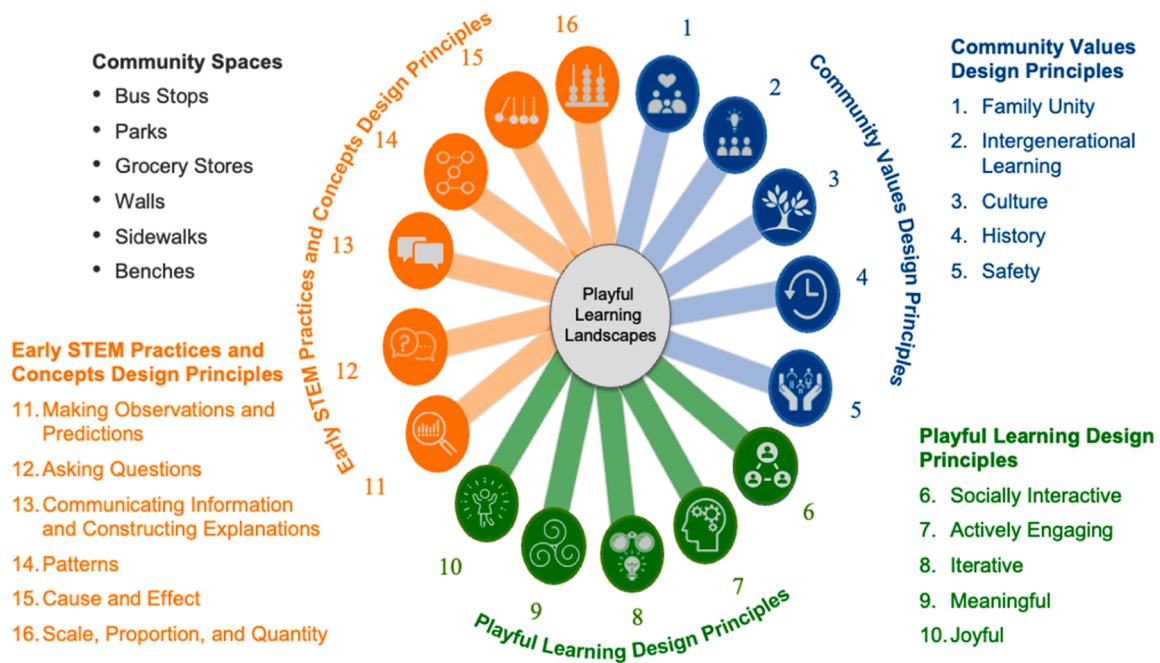 Community Spaces
• Bus Stops
• Parks
• Grocery Stores
• Walls
• Sidewalks
• Benches
Early STEM Practices and
Concepts Design Principles
11. Making Observations and
Predictions
12. Asking Questions
13. Communicating Information
and Constructing Explanations
14. Patterns
15. Cause and Effect
16. Scale, Proportion, and Quantity
Early STEM Practices and Concepts Design Principles
16
15
14
13
12
11
Playful
Learning
Landscapes
1
2
3
4
5
Community Values Design Principles
6
7
8
9
10
Playful Learning Design Principles
Community Values
Design Principles
1. Family Unity
2. Intergenerational
Learning
3. Culture
4. History
5. Safety
Playful Learning Design
Principles
6. Socially Interactive
7. Actively Engaging
8. Iterative
9. Meaningful
10. Joyful